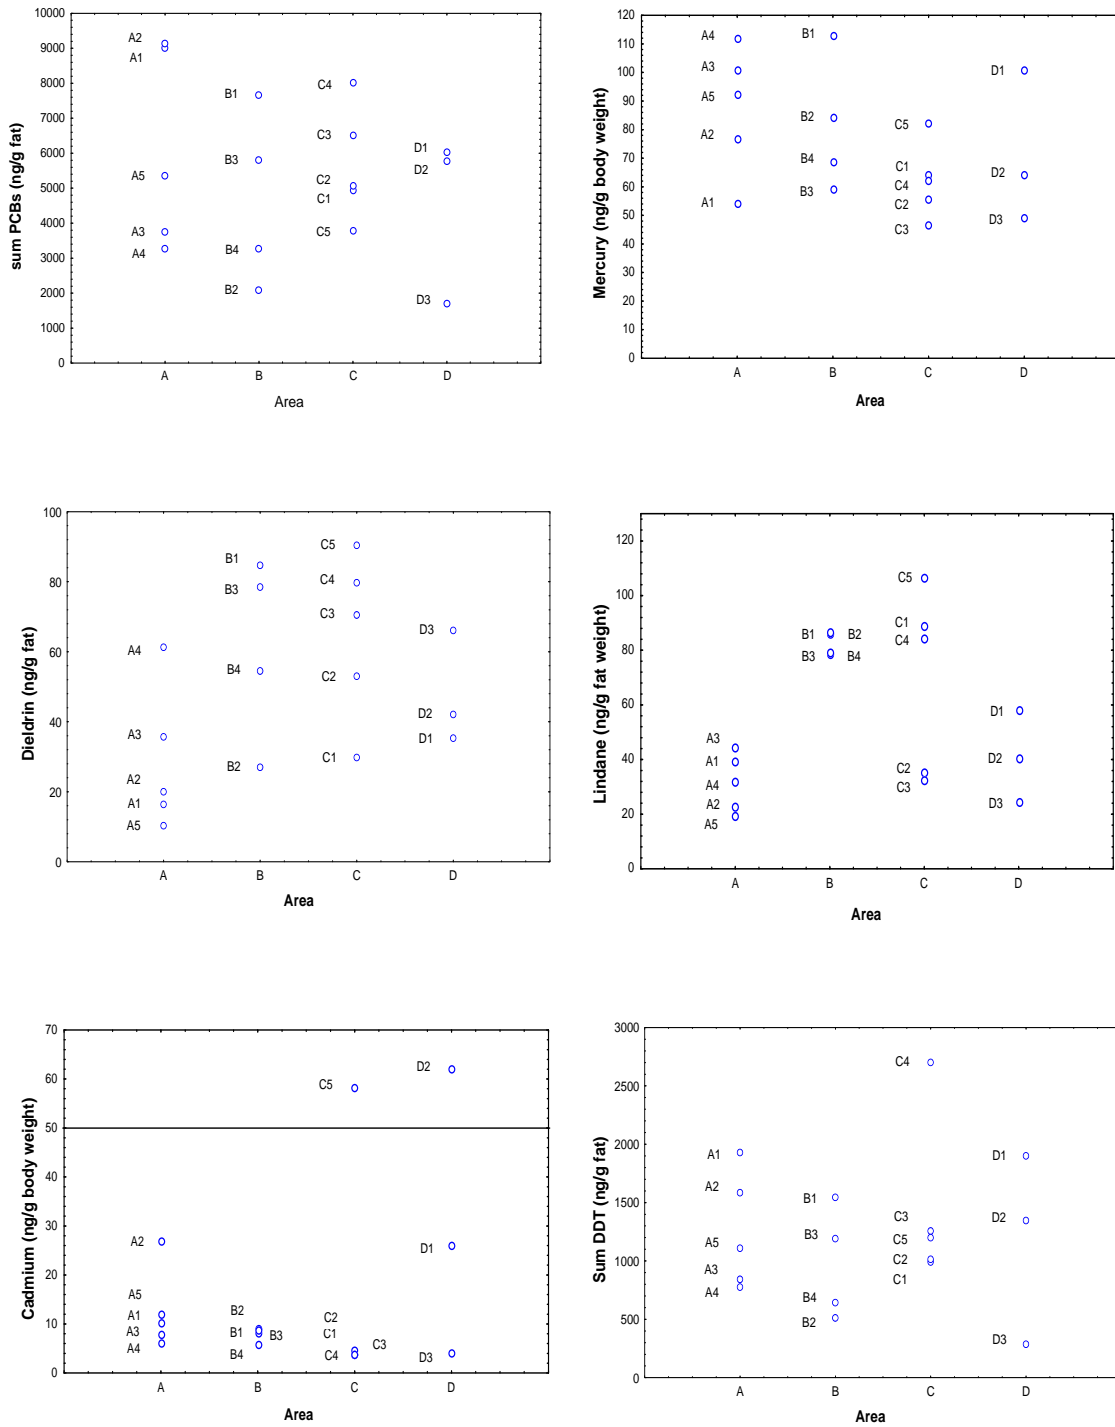 sum PCBs (ng/g fat)
10000
9000
8000
7000
6000
5000
4000
3000
2000
1000
0
A2
A1
A5
A3
A4
B1
B3
B4
B2
C4
C3
C2
C1
C5
D1
D2
D3
A B C D
Area
Mercury (ng/g body weight)
120
110
100
90
80
70
60
50
40
30
20
10
0
A4
A3
A5
A2
A1
B1
B2
B4
B3
C5
C1
C4
C2
C3
D1
D2
D3
A B C D
Area
Dieldrin (ng/g fat)
100
80
60
40
20
0
A4
A3
A2
A1
A5
B1
B3
B4
B2
C5
C4
C3
C2
C1
D3
D2
D1
A B C D
Area
Lindane (ng/g fat weight)
120
100
80
60
40
20
0
A3
A1
A4
A2
A5
B1 B2
B3 B4
C5
C1
C4
C2
C3
D1
D2
D3
A B C D
Area
Cadmium (ng/g body weight)
70
60
50
40
30
20
10
0
A2
A5
A1
A3
A4
B2
B1 B3
B4
C5
C2
C1
C3
C4
D2
D1
D3
A B C D
Area
Sum DDT (ng/g fat)
3000
2500
2000
1500
1000
500
0
A1
A2
A5
A3
A4
B1
B3
B4
B2
C4
C3
C5
C2
C1
D1
D2
D3
A B C D
Area